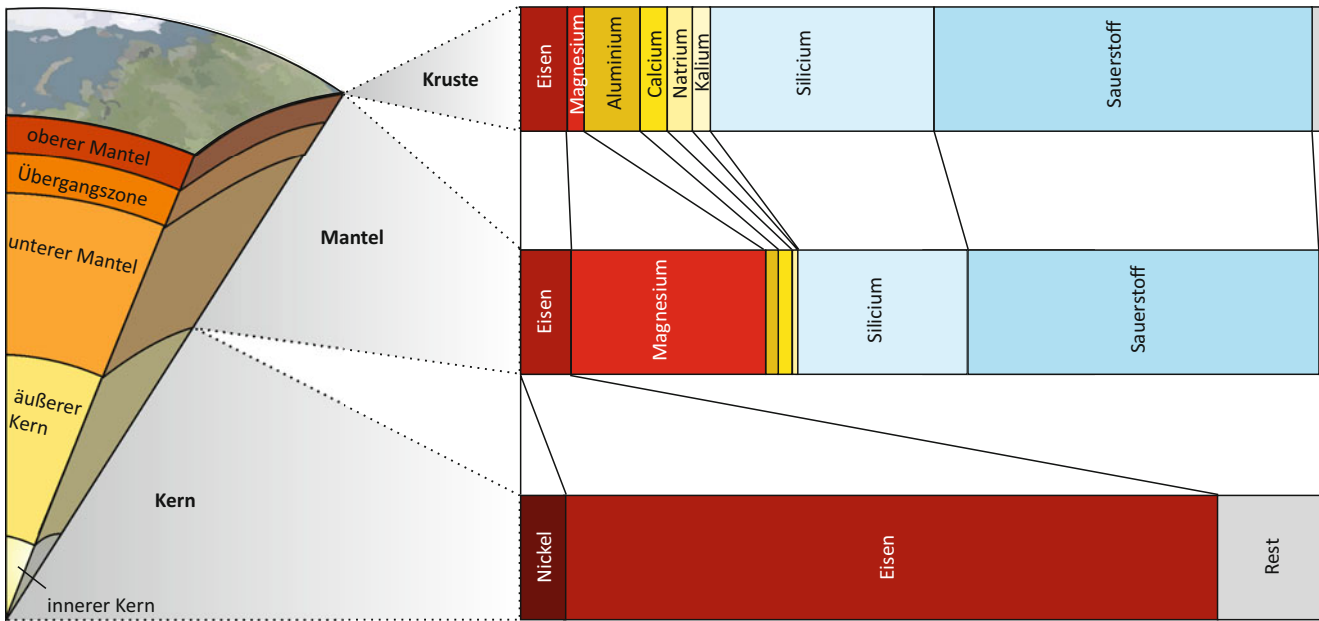 oberer Mantel
Übergangszone
unterer Mantel
äußerer
Kern
innerer Kern
Kruste
Mantel
Kern
Eisen
Magnesium
Aluminium
Calcium
Natrium
Kalium
Silicium
Sauerstoff
Eisen
Magnesium
Silicium
Sauerstoff
Nickel
Eisen
Rest